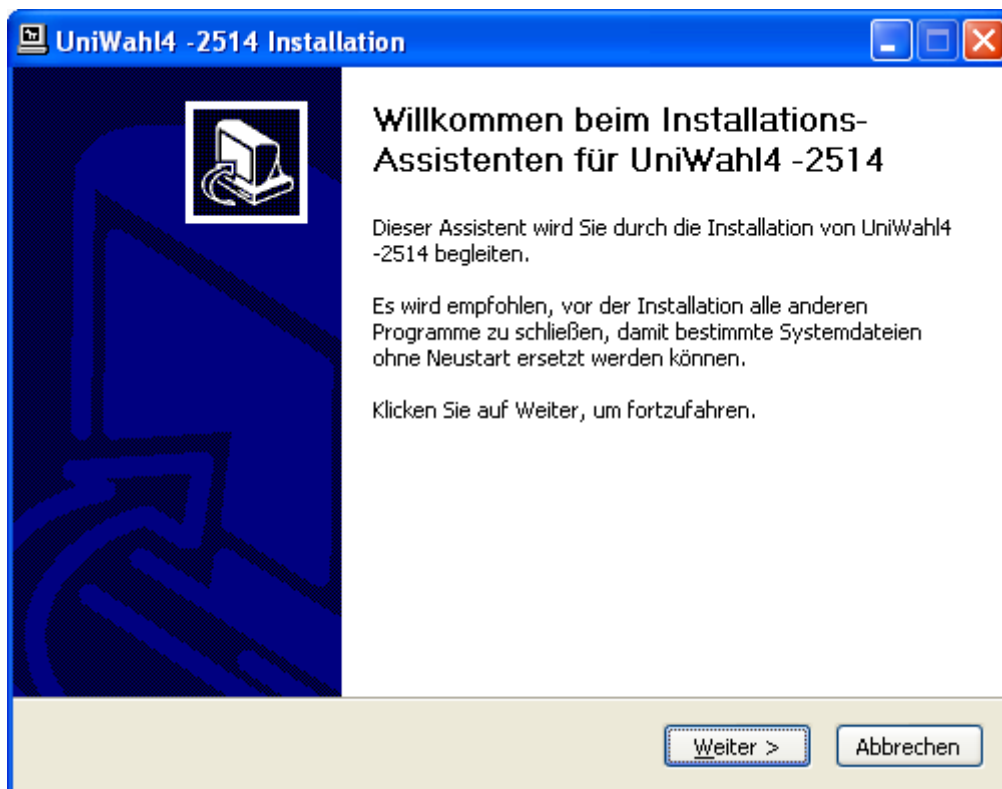 UniWahl4 -2514 Installation
Willkommen beim Installations-
Assistenten für UniWahl4 -2514
Dieser Assistent wird Sie durch die Installation von UniWahl4
-2514 begleiten.
Es wird empfohlen, vor der Installation alle anderen
Programme zu schließen, damit bestimmte Systemdateien
ohne Neustart ersetzt werden können.
Klicken Sie auf Weiter, um fortzufahren.
Weiter >
Abbrechen